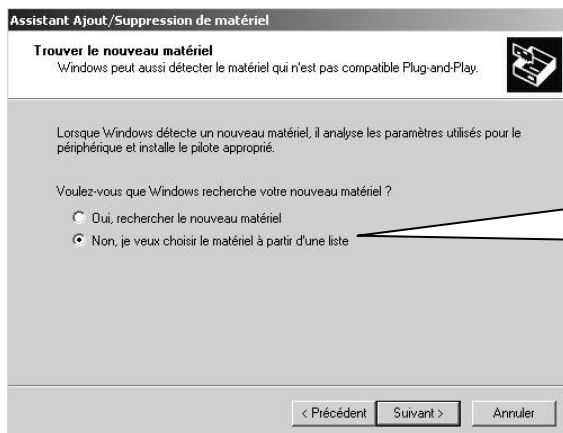 Assistant Ajout/Suppression de matériel
Trouver le nouveau matériel
Windows peut aussi détecter le matériel qui n'est pas compatible Plug-and-Play.
Lorsque Windows détecte un nouveau matériel, il analyse les paramètres utilisés pour le
périphérique et installe le pilote approprié.
Voulez-vous que Windows recherche votre nouveau matériel ?
Oui, rechercher le nouveau matériel
Non, je veux choisir le matériel à partir d'une liste
< Précédent Suivant > Annuler